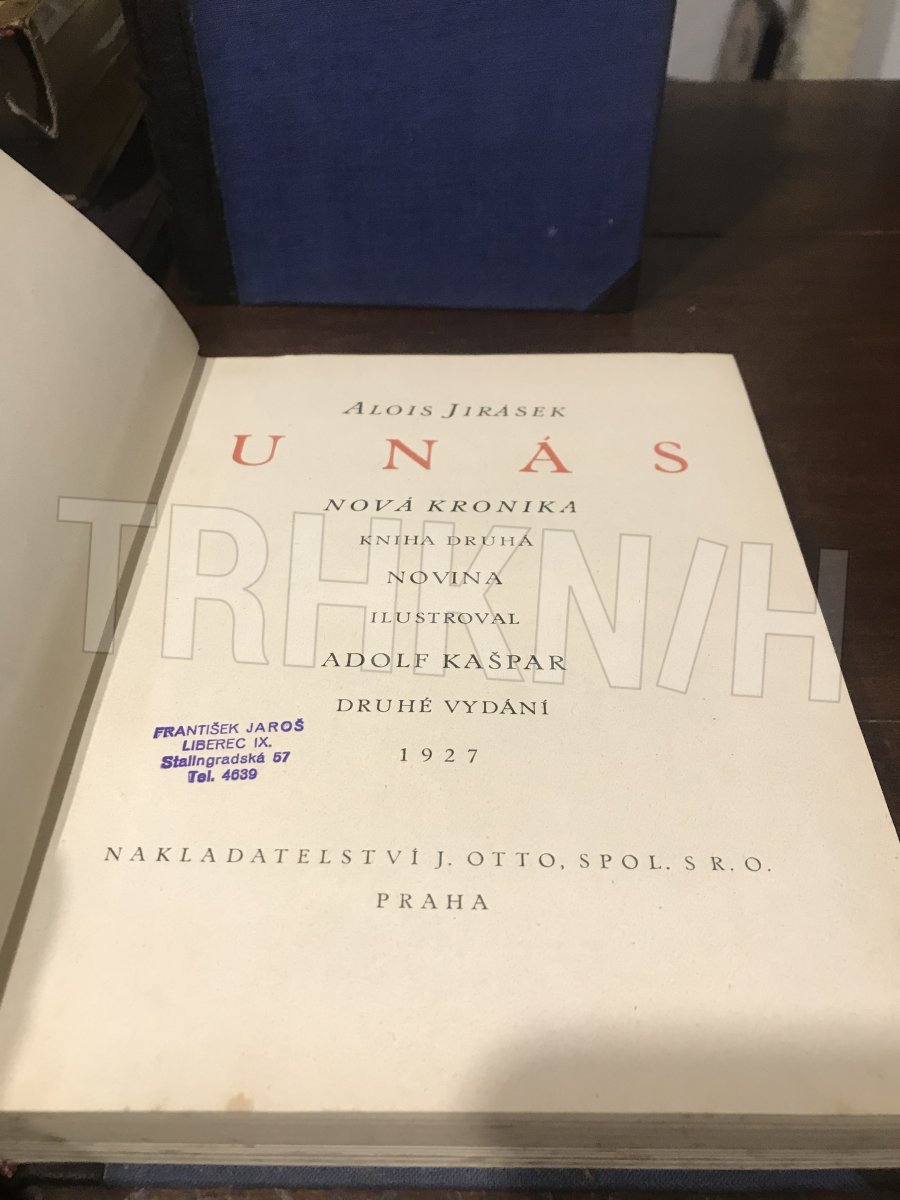 ALOIS JIRÁSEK
U NÁS
NOVÁ KRONIKA
KNIHA DRUHÁ
NOVINA
ILUSTROVAL
ADOLF KAŠPAR
DRUHÉ VYDÁNÍ
1927
FRANTIŠEK JAROŠ
LIBEREC IX.
Stalingradská 57
Tel. 4639
NAKLADATELSTVÍ J. OTTO, SPOL. S R. O.
PRAHA
TRHKNIH